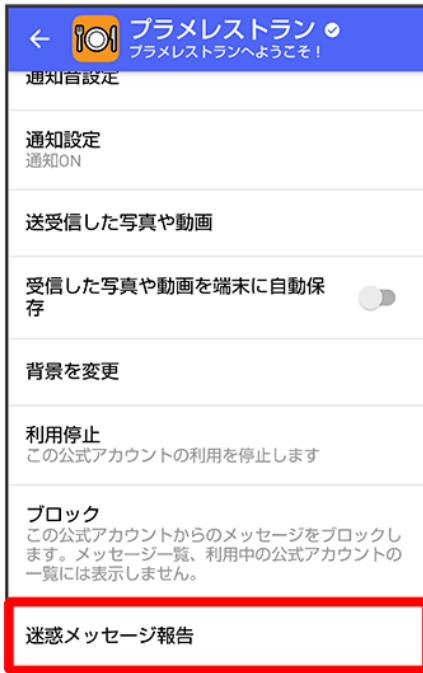 プラメレストラン
プラメレストランへようこそ！
通知音設定
通知設定
通知ON
送受信した写真や動画
受信した写真や動画を端末に自動保
存
背景を変更
利用停止
この公式アカウントの利用を停止します
ブロック
この公式アカウントからのメッセージをブロックし
ます。メッセージ一覧、利用中の公式アカウントの
一覧には表示しません。
迷惑メッセージ報告